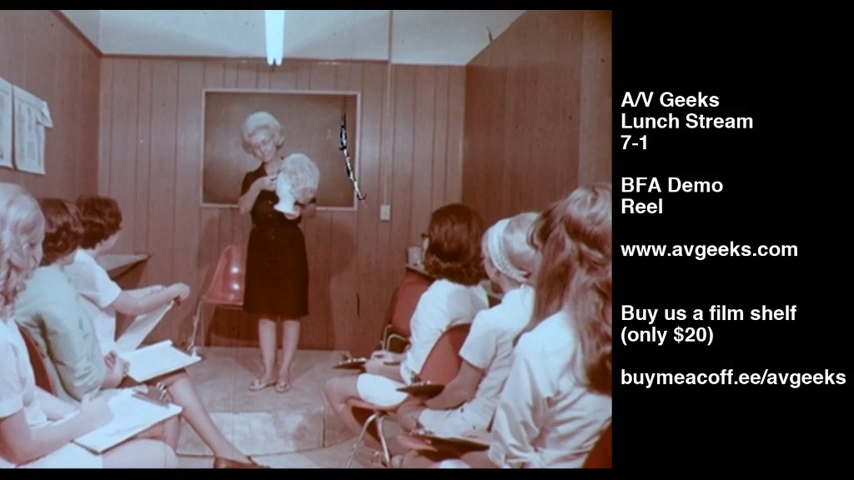 A/V Geeks
Lunch Stream
7-1
BFA Demo
Reel
www.avgeeks.com
Buy us a film shelf
(only $20)
buymeacoff.ee/avgeeks